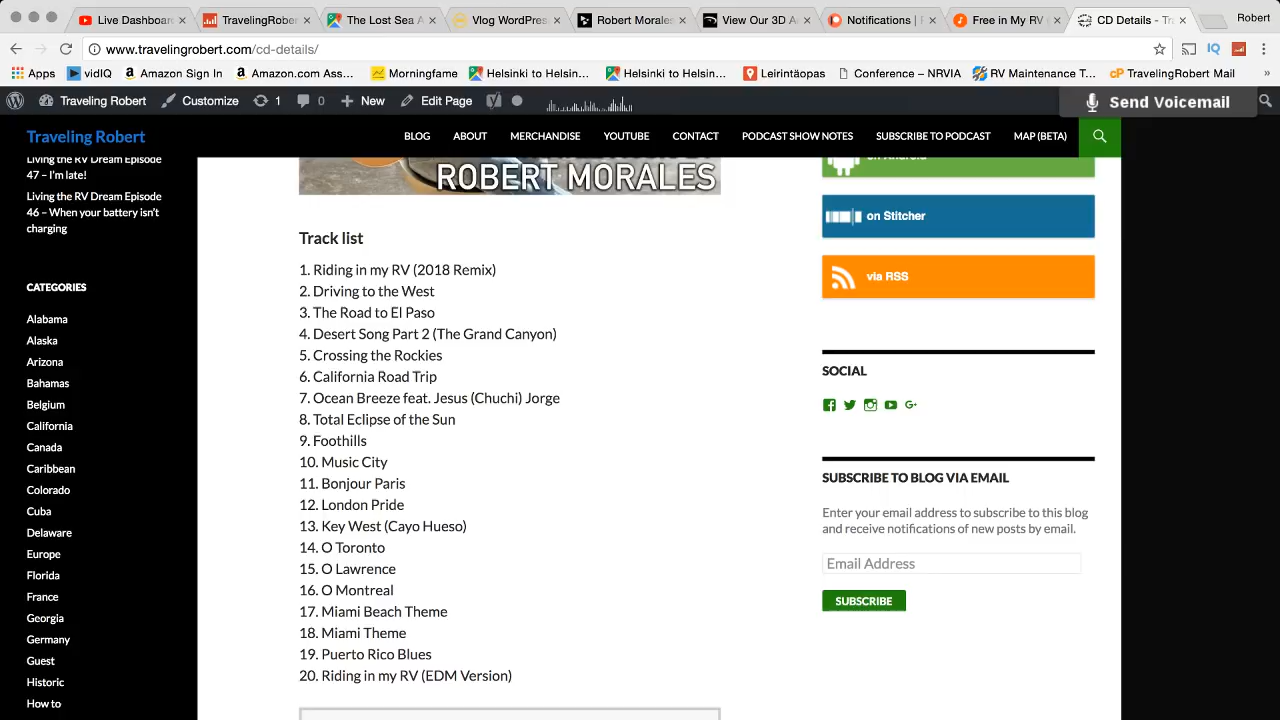 Live Dashboard
TravelingRober
The Lost Sea A
Vlog WordPres
Robert Morales
View Our 3D A
Notifications | P
Free in My RV
CD Details - Tra
Robert
www.travelingrobert.com/cd-details/
Apps
vidIQ
Amazon Sign In
Amazon.com Ass...
Morningfame
Helsinki to Helsin...
Helsinki to Helsin...
Leirintäopas
Conference – NRVIA
RV Maintenance T...
TravelingRobert Mail
Traveling Robert
Customize
1
0
New
Edit Page
Send Voicemail
Traveling Robert
BLOG
ABOUT
MERCHANDISE
YOUTUBE
CONTACT
PODCAST SHOW NOTES
SUBSCRIBE TO PODCAST
MAP (BETA)
Living the RV Dream Episode
47 – I'm late!
Living the RV Dream Episode
46 – When your battery isn't
charging
CATEGORIES
Alabama
Alaska
Arizona
Bahamas
Belgium
California
Canada
Caribbean
Colorado
Cuba
Delaware
Europe
Florida
France
Georgia
Germany
Guest
Historic
How to
ROBERT MORALES
Track list
1. Riding in my RV (2018 Remix)
2. Driving to the West
3. The Road to El Paso
4. Desert Song Part 2 (The Grand Canyon)
5. Crossing the Rockies
6. California Road Trip
7. Ocean Breeze feat. Jesus (Chuchi) Jorge
8. Total Eclipse of the Sun
9. Foothills
10. Music City
11. Bonjour Paris
12. London Pride
13. Key West (Cayo Hueso)
14. O Toronto
15. O Lawrence
16. O Montreal
17. Miami Beach Theme
18. Miami Theme
19. Puerto Rico Blues
20. Riding in my RV (EDM Version)
on Android
on Stitcher
via RSS
SOCIAL
SUBSCRIBE TO BLOG VIA EMAIL
Enter your email address to subscribe to this blog
and receive notifications of new posts by email.
Email Address
SUBSCRIBE